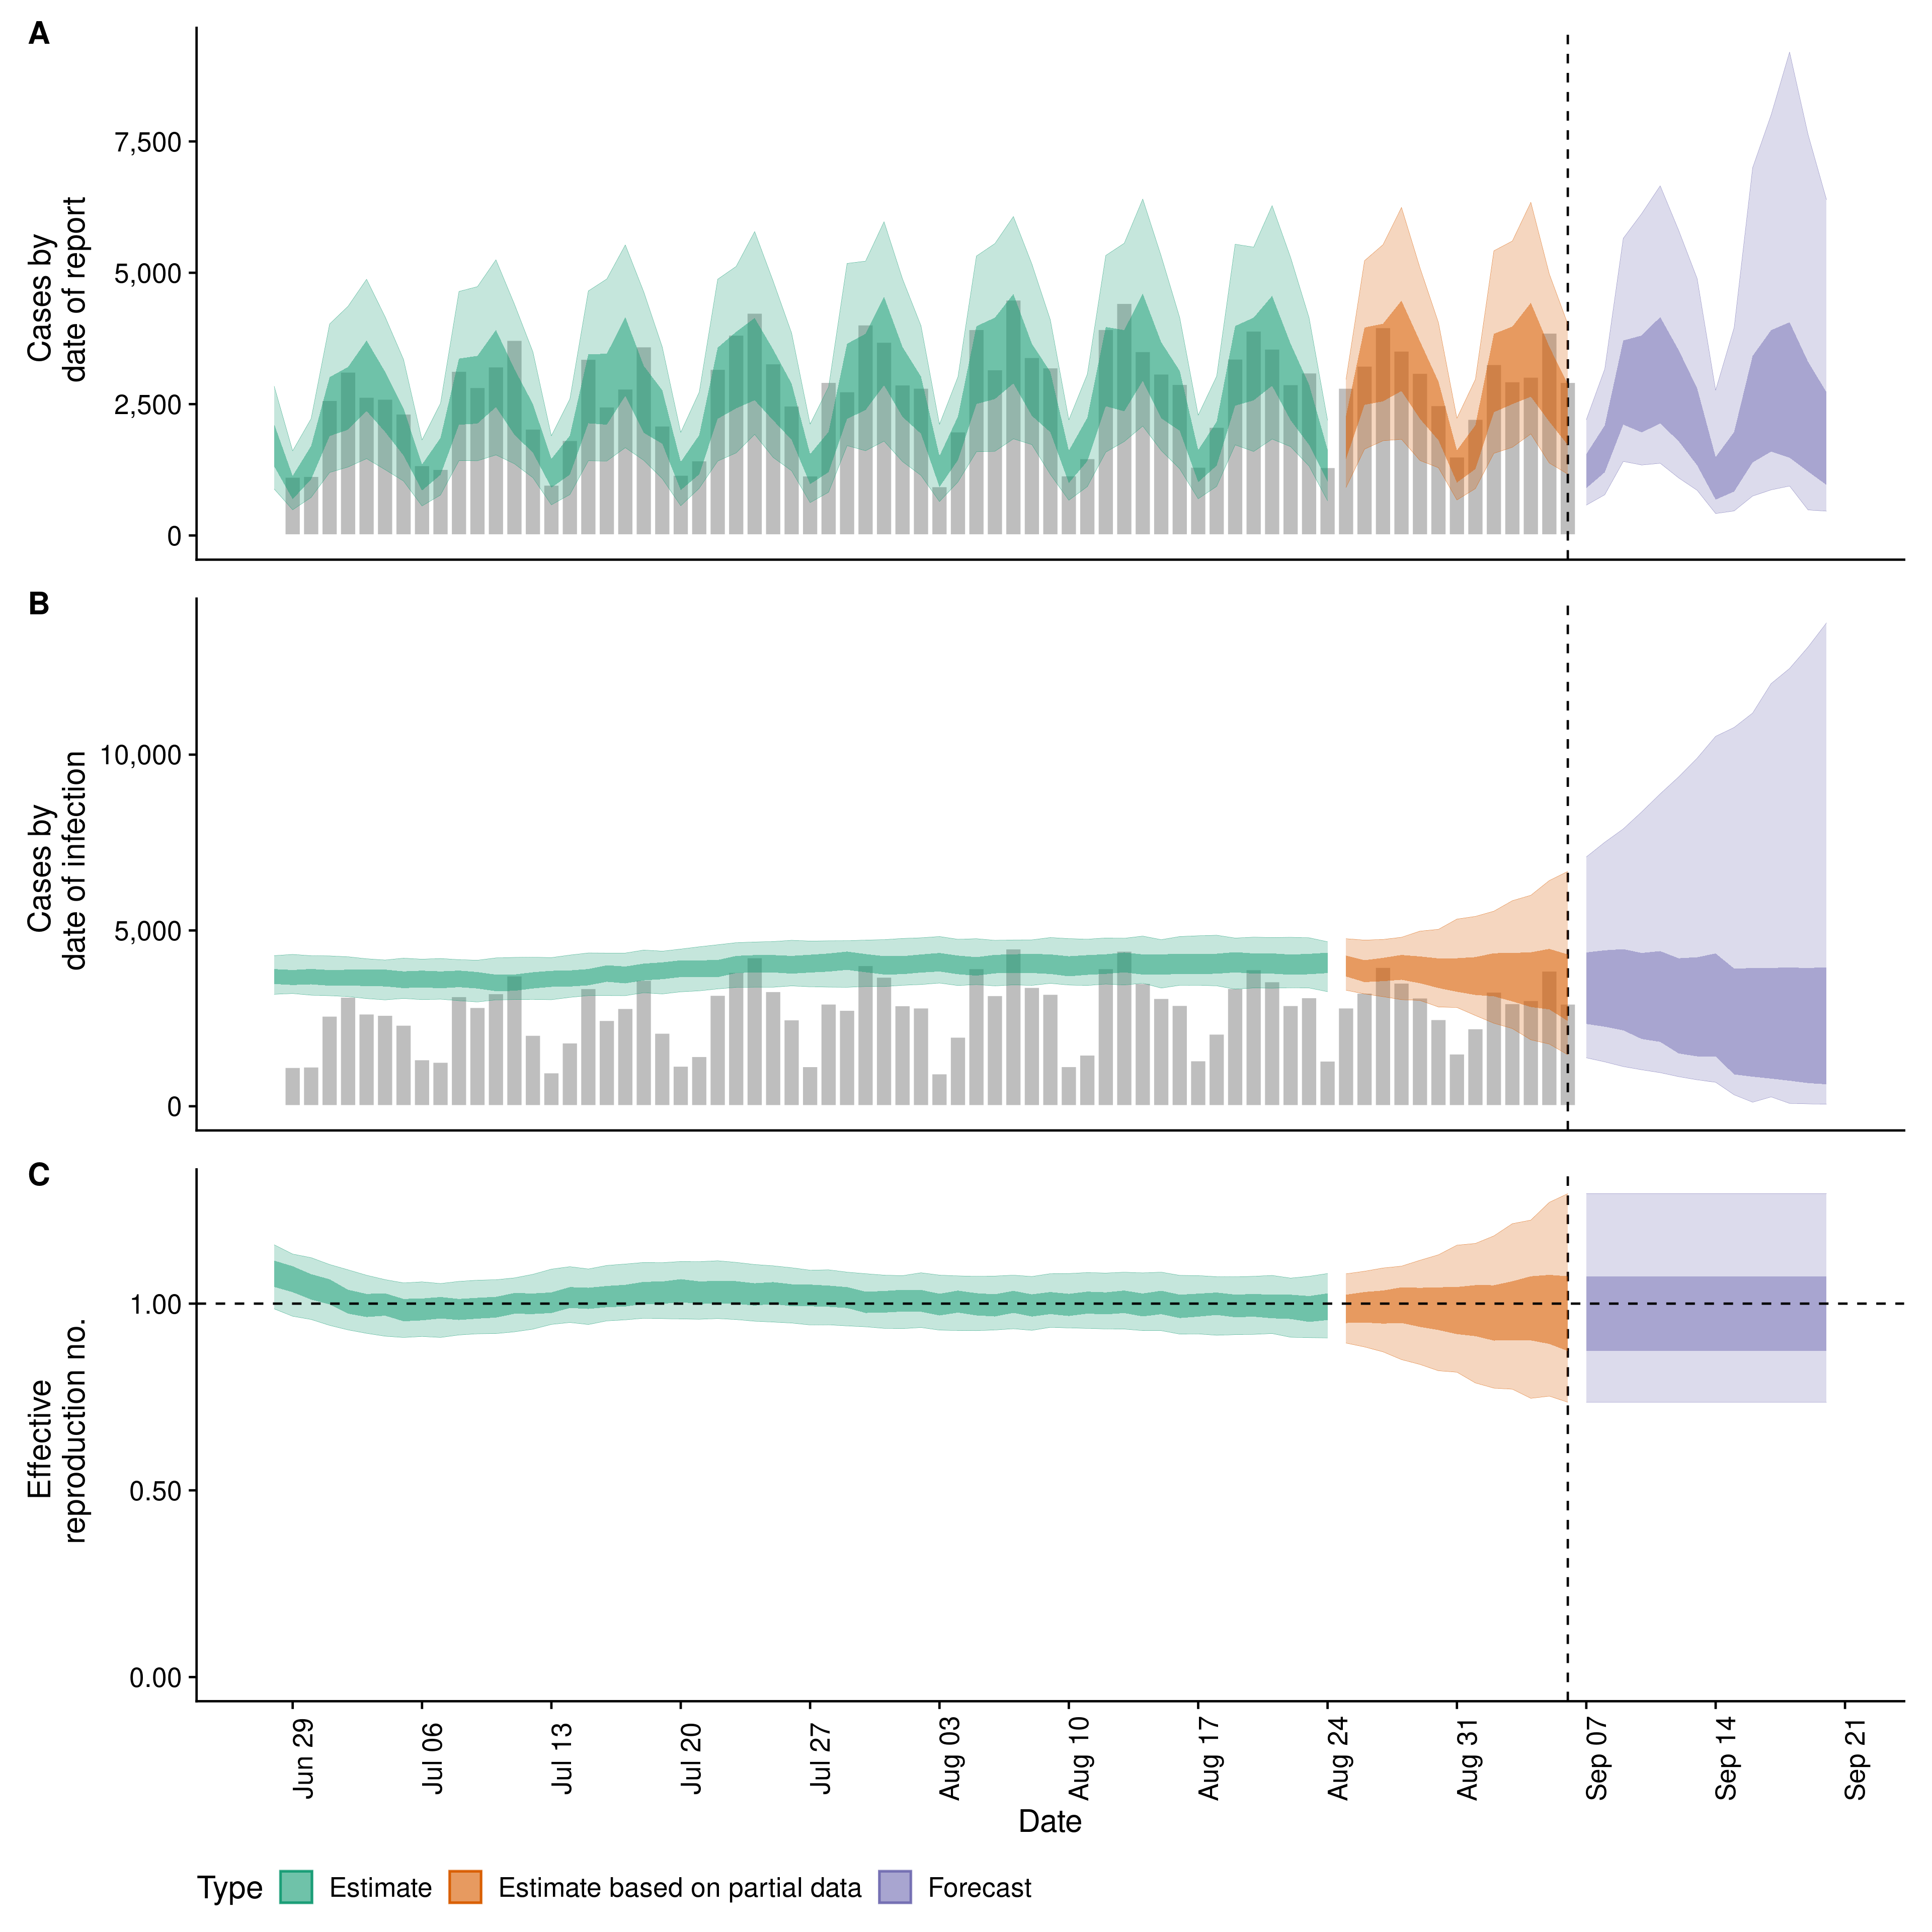 A
Cases by
date of report
7,500
5,000
2,500
0
B
Cases by
date of infection
10,000
5,000
0
C
Effective
reproduction no.
1.00
0.50
0.00
Jun 29
Jul 06
Jul 13
Jul 20
Jul 27
Aug 03
Aug 10
Aug 17
Aug 24
Aug 31
Sep 07
Sep 14
Sep 21
Date
Type Estimate Estimate based on partial data Forecast